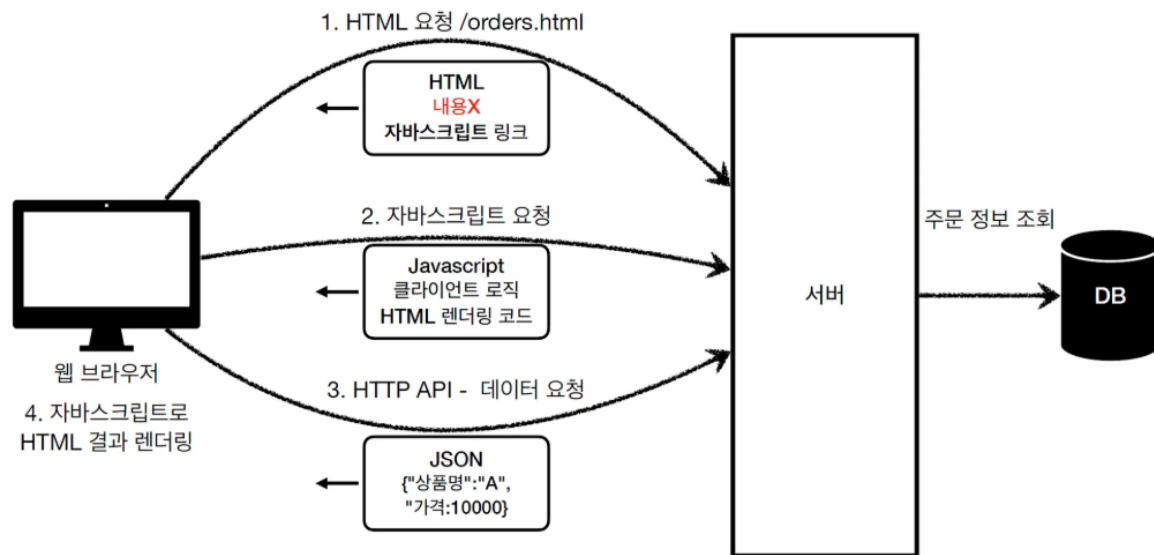 1. HTML 요청 /orders.html
HTML
내용X
자바스크립트 링크
2. 자바스크립트 요청
Javascript
클라이언트 로직
HTML 렌더링 코드
웹 브라우저
3. HTTP API - 데이터 요청
4. 자바스크립트로
HTML 결과 렌더링
JSON
{"상품명":"A",
"가격:10000}
서버
주문 정보 조회
DB